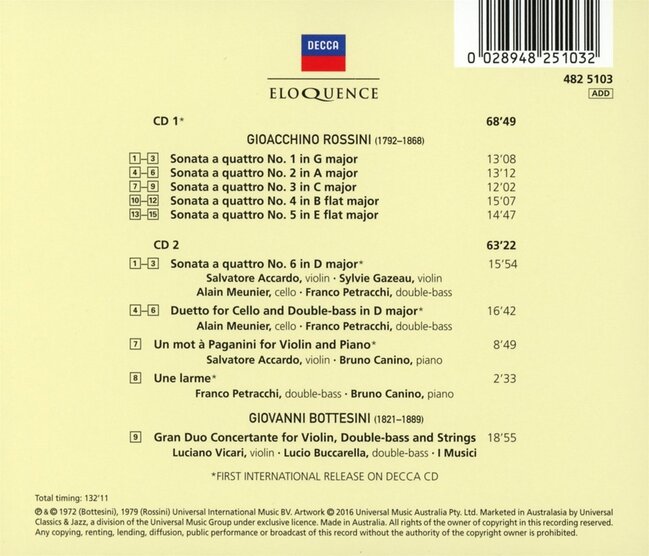 0 028948 251032
DECCA
ELOQUENCE
482 5103
ADD
CD 1* 68'49
GIOACCHINO ROSSINI (1792–1868)
1–3 Sonata a quattro No. 1 in G major 13'08
4–6 Sonata a quattro No. 2 in A major 13'12
7–9 Sonata a quattro No. 3 in C major 12'02
10–12 Sonata a quattro No. 4 in B flat major 15'07
13–15 Sonata a quattro No. 5 in E flat major 14'47
CD 2 63'22
1–3 Sonata a quattro No. 6 in D major* 15'54
Salvatore Accardo, violin · Sylvie Gazeau, violin
Alain Meunier, cello · Franco Petracchi, double-bass
4–6 Duetto for Cello and Double-bass in D major* 16'42
Alain Meunier, cello · Franco Petracchi, double-bass
7 Un mot à Paganini for Violin and Piano* 8'49
Salvatore Accardo, violin · Bruno Canino, piano
8 Une larme* 2'33
Franco Petracchi, double-bass · Bruno Canino, piano
GIOVANNI BOTTESINI (1821–1889)
9 Gran Duo Concertante for Violin, Double-bass and Strings 18'55
Luciano Vicari, violin · Lucio Buccarella, double-bass · I Musici
*FIRST INTERNATIONAL RELEASE ON DECCA CD
Total timing: 132'11
℗ & © 1972 (Bottesini), 1979 (Rossini) Universal International Music BV. Artwork © 2016 Universal Music Australia Pty. Ltd. Marketed in Australasia by Universal
Classics & Jazz, a division of the Universal Music Group under exclusive licence. Made in Australia. All rights of the owner of copyright in this recording reserved.
Any copying, renting, lending, diffusion, public performance or broadcast of this record without the authority of the copyright owner is prohibited.